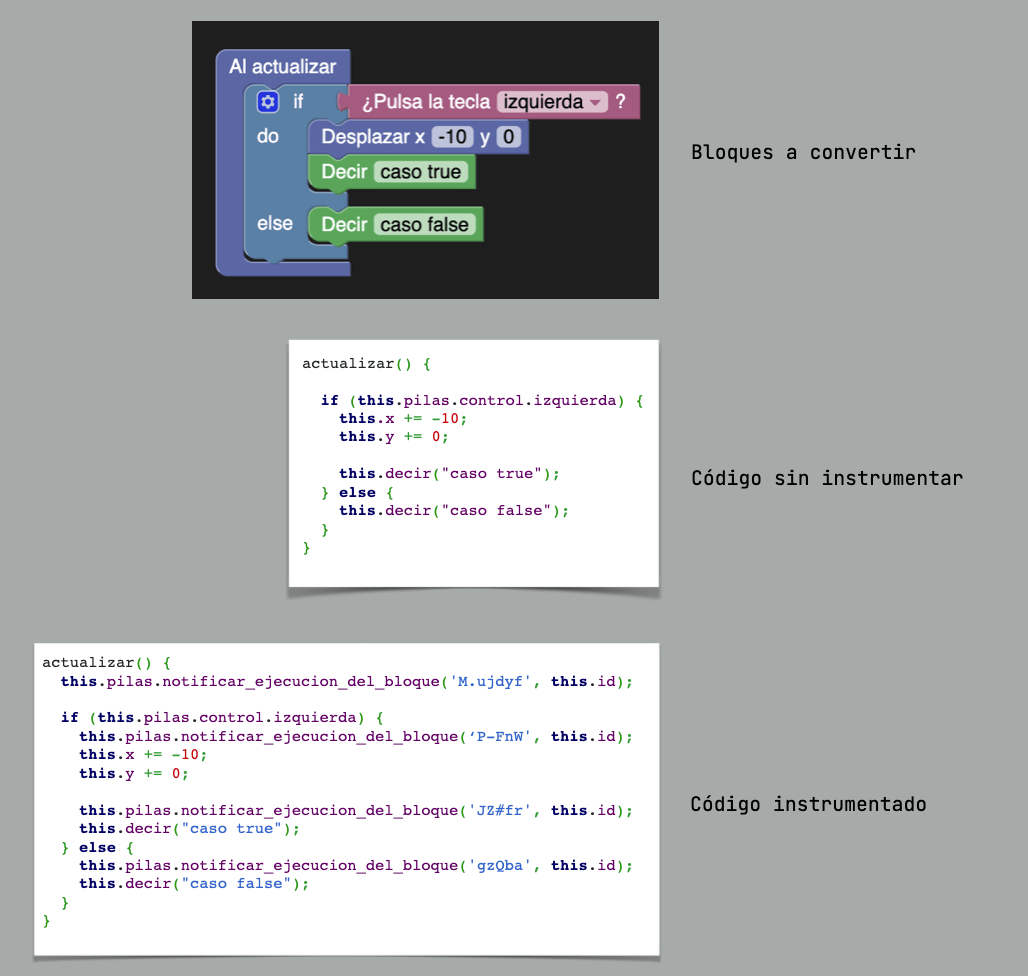 Al actualizar
if ¿Pulsa la tecla izquierda ?
do Desplazar x -10 y 0
Decir caso true
else Decir caso false
Bloques a convertir
actualizar() {
if (this.pilas.control.izquierda) {
this.x += -10;
this.y += 0;
this.decir("caso true");
} else {
this.decir("caso false");
}
}
Código sin instrumentar
actualizar() {
this.pilas.notificar_ejecucion_del_bloque('M.ujdyf', this.id);
if (this.pilas.control.izquierda) {
this.pilas.notificar_ejecucion_del_bloque(‘P-FnW', this.id);
this.x += -10;
this.y += 0;
this.pilas.notificar_ejecucion_del_bloque('JZ#fr', this.id);
this.decir("caso true");
} else {
this.pilas.notificar_ejecucion_del_bloque('gzQba', this.id);
this.decir("caso false");
}
}
Código instrumentado